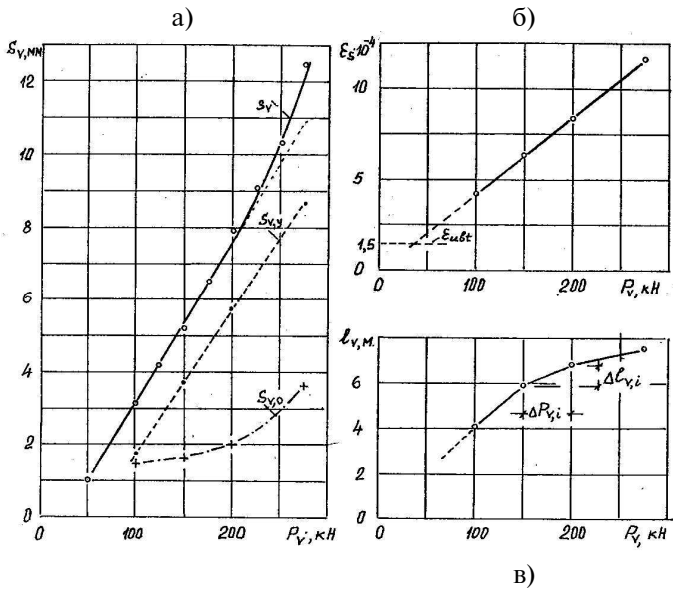 а)
б)
S_v, мм
12
10
8
6
4
2
0
0
100
200
P_v, кН
S_v
S_v,y
S_v,o
ε_s·10⁻⁴
10
5
1,5
0
0
100
200
P_v, кН
ε_ubt
l_v, м.
6
4
2
0
0
100
200
P_v, кН
ΔP_v,i
Δl_v,i
в)